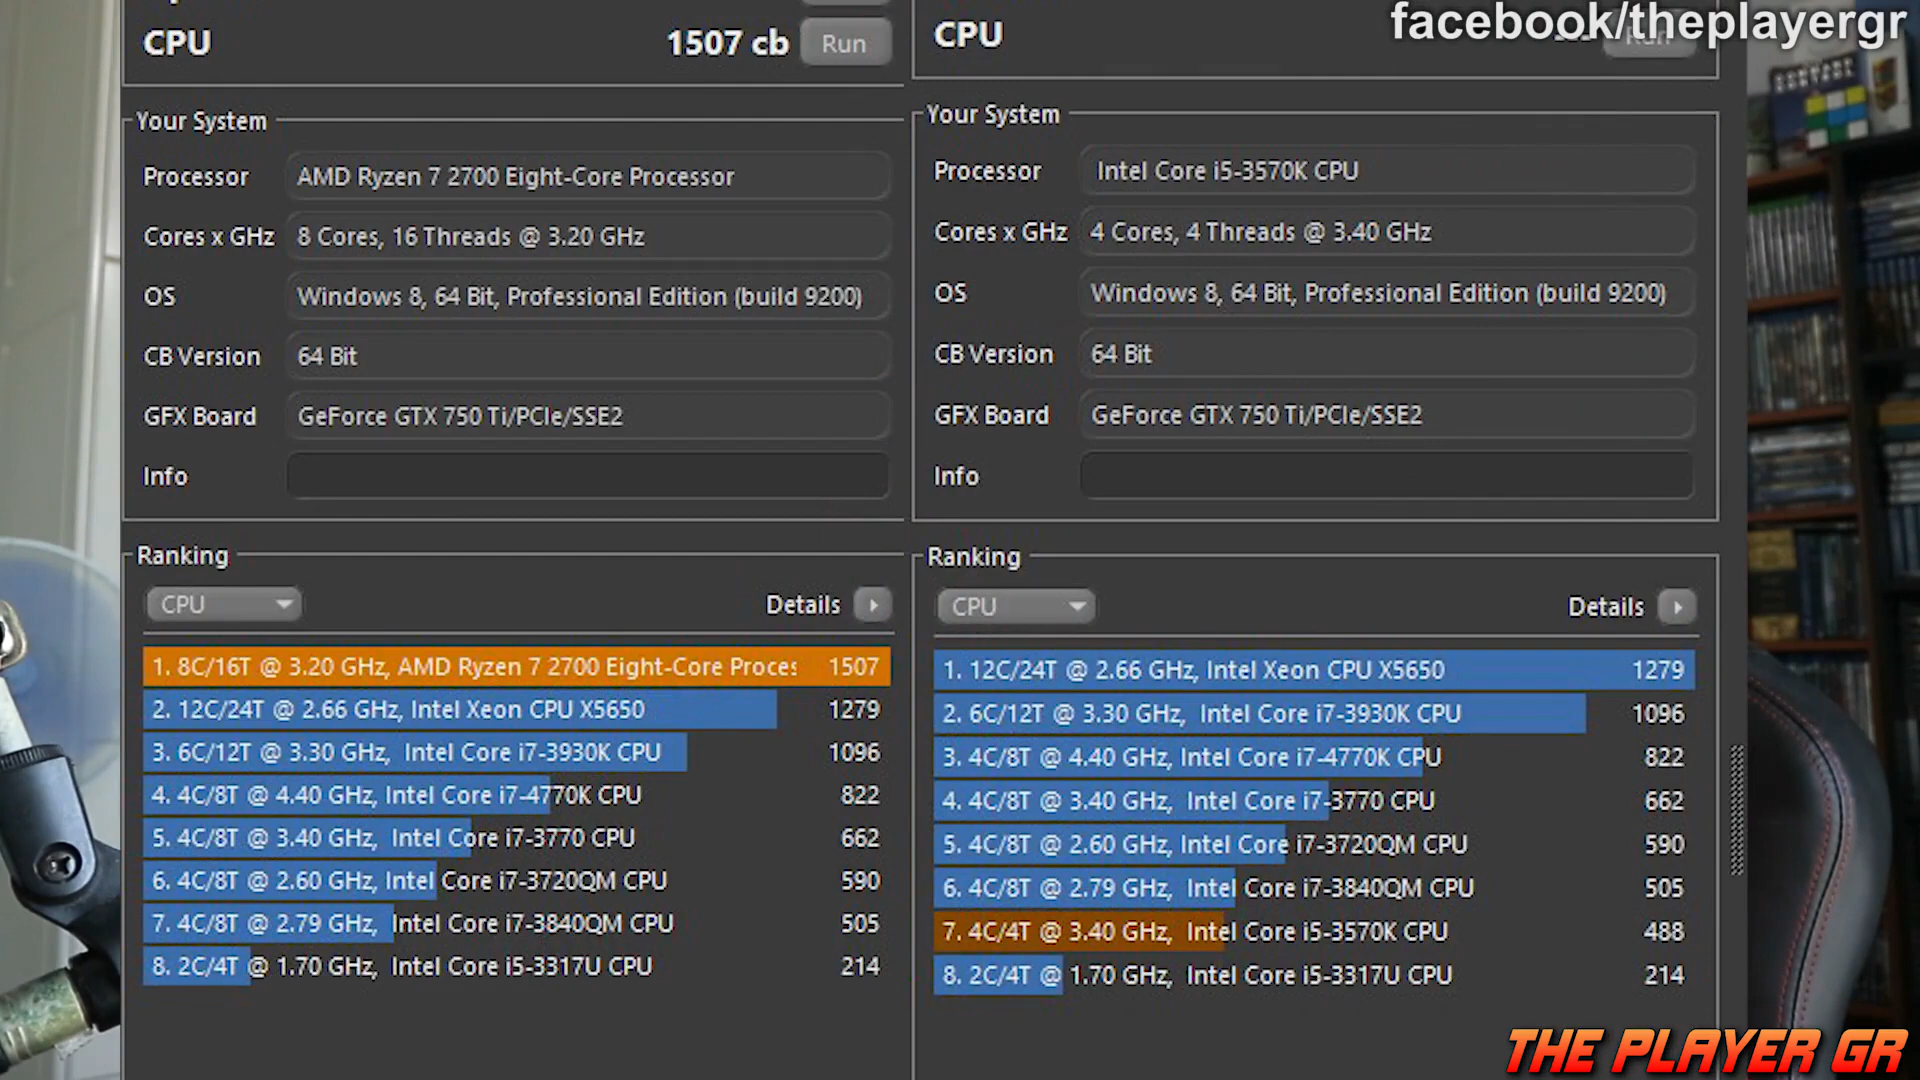 facebook/theplayergr
CPU
1507 cb
Run
CPU
Run
Your System
Processor
AMD Ryzen 7 2700 Eight-Core Processor
Cores x GHz
8 Cores, 16 Threads @ 3.20 GHz
OS
Windows 8, 64 Bit, Professional Edition (build 9200)
CB Version
64 Bit
GFX Board
GeForce GTX 750 Ti/PCIe/SSE2
Info
Your System
Processor
Intel Core i5-3570K CPU
Cores x GHz
4 Cores, 4 Threads @ 3.40 GHz
OS
Windows 8, 64 Bit, Professional Edition (build 9200)
CB Version
64 Bit
GFX Board
GeForce GTX 750 Ti/PCIe/SSE2
Info
Ranking
CPU
Details
1. 8C/16T @ 3.20 GHz, AMD Ryzen 7 2700 Eight-Core Proces 1507
2. 12C/24T @ 2.66 GHz, Intel Xeon CPU X5650 1279
3. 6C/12T @ 3.30 GHz, Intel Core i7-3930K CPU 1096
4. 4C/8T @ 4.40 GHz, Intel Core i7-4770K CPU 822
5. 4C/8T @ 3.40 GHz, Intel Core i7-3770 CPU 662
6. 4C/8T @ 2.60 GHz, Intel Core i7-3720QM CPU 590
7. 4C/8T @ 2.79 GHz, Intel Core i7-3840QM CPU 505
8. 2C/4T @ 1.70 GHz, Intel Core i5-3317U CPU 214
Ranking
CPU
Details
1. 12C/24T @ 2.66 GHz, Intel Xeon CPU X5650 1279
2. 6C/12T @ 3.30 GHz, Intel Core i7-3930K CPU 1096
3. 4C/8T @ 4.40 GHz, Intel Core i7-4770K CPU 822
4. 4C/8T @ 3.40 GHz, Intel Core i7-3770 CPU 662
5. 4C/8T @ 2.60 GHz, Intel Core i7-3720QM CPU 590
6. 4C/8T @ 2.79 GHz, Intel Core i7-3840QM CPU 505
7. 4C/4T @ 3.40 GHz, Intel Core i5-3570K CPU 488
8. 2C/4T @ 1.70 GHz, Intel Core i5-3317U CPU 214
THE PLAYER GR